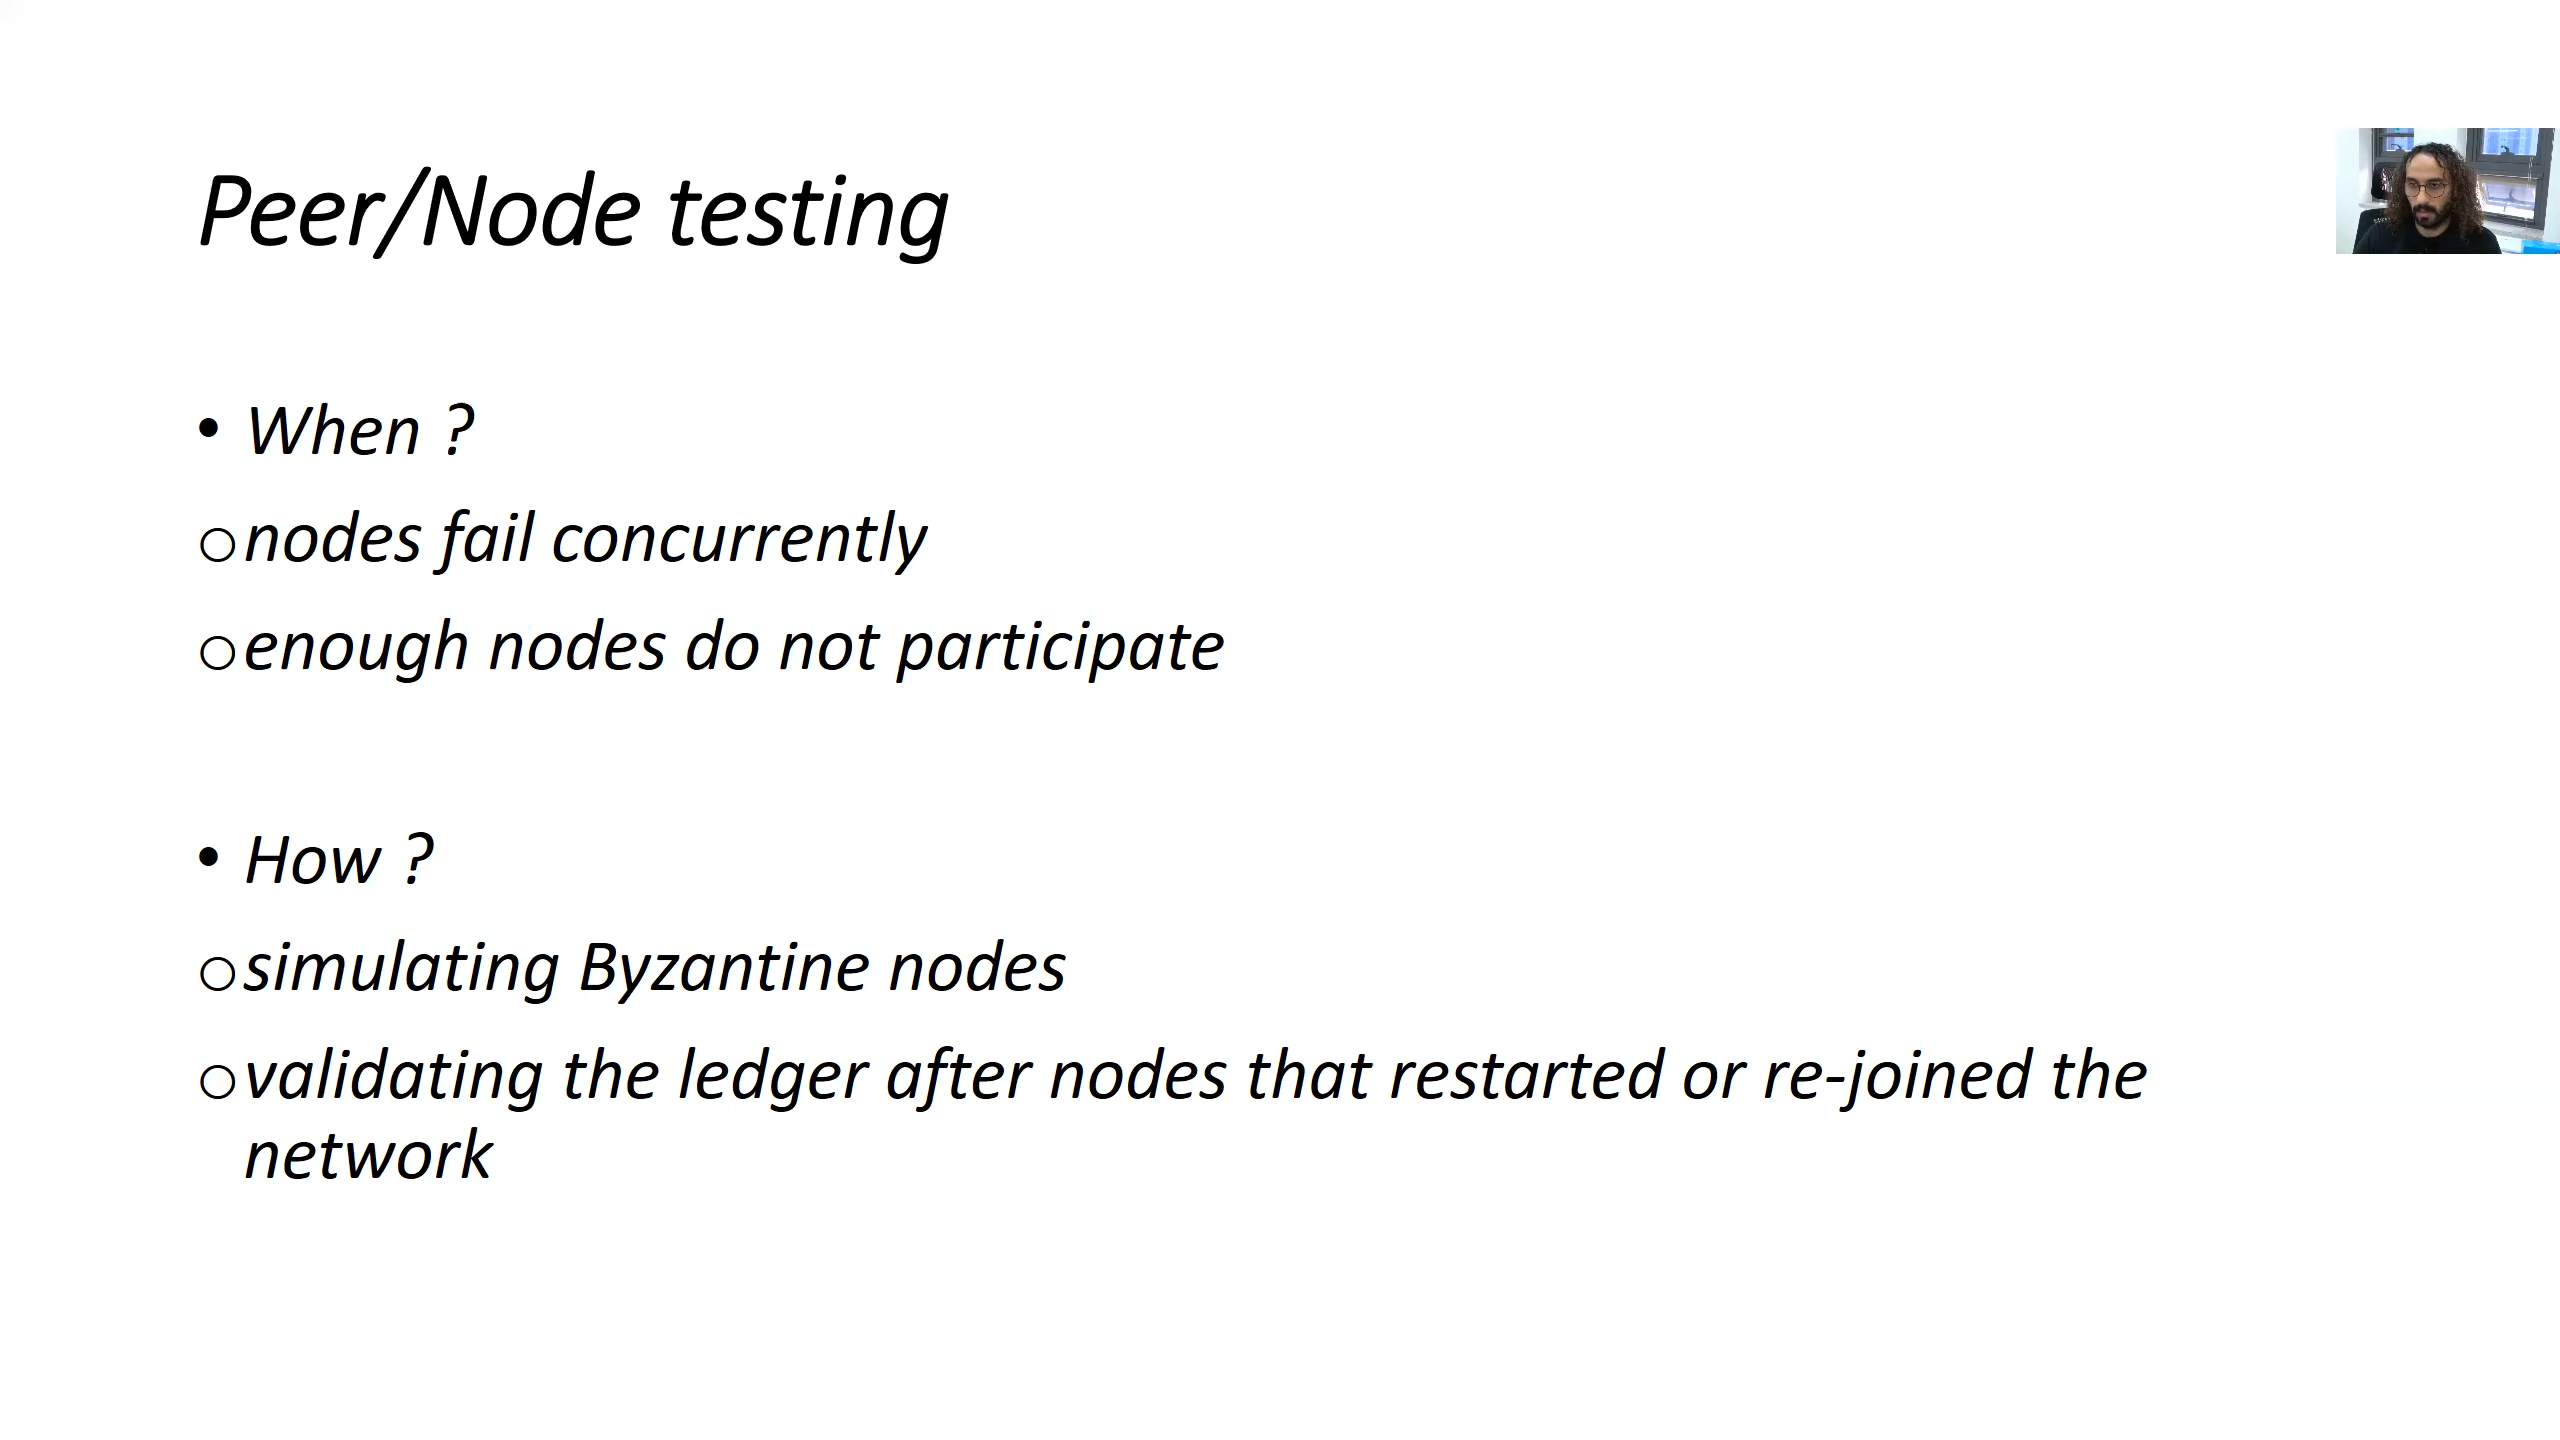 Peer/Node testing
• When ?
o nodes fail concurrently
o enough nodes do not participate
• How ?
o simulating Byzantine nodes
o validating the ledger after nodes that restarted or re-joined the
network